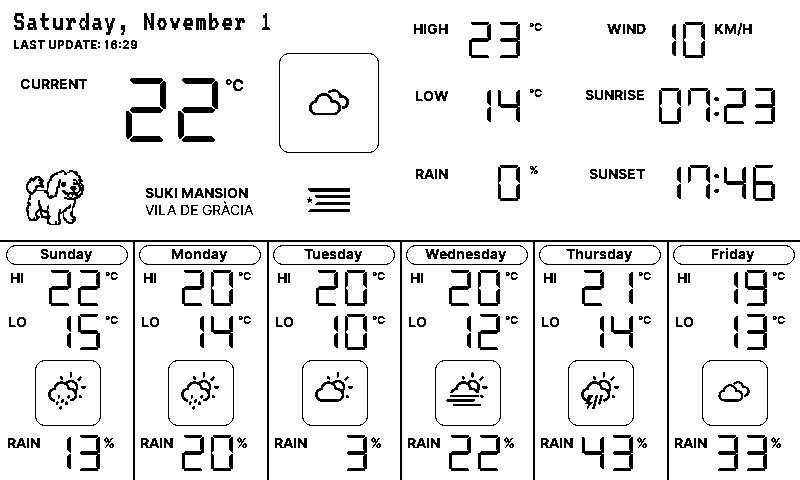 Saturday, November 1
LAST UPDATE: 16:29
CURRENT 22 °C
SUKI MANSION
VILA DE GRÀCIA
HIGH 23 °C
LOW 14 °C
RAIN 0 %
WIND 10 KM/H
SUNRISE 07:23
SUNSET 17:46
Sunday
HI 22 °C
LO 15 °C
RAIN 13 %
Monday
HI 20 °C
LO 14 °C
RAIN 20 %
Tuesday
HI 20 °C
LO 10 °C
RAIN 3 %
Wednesday
HI 20 °C
LO 12 °C
RAIN 22 %
Thursday
HI 21 °C
LO 14 °C
RAIN 43 %
Friday
HI 19 °C
LO 13 °C
RAIN 33 %